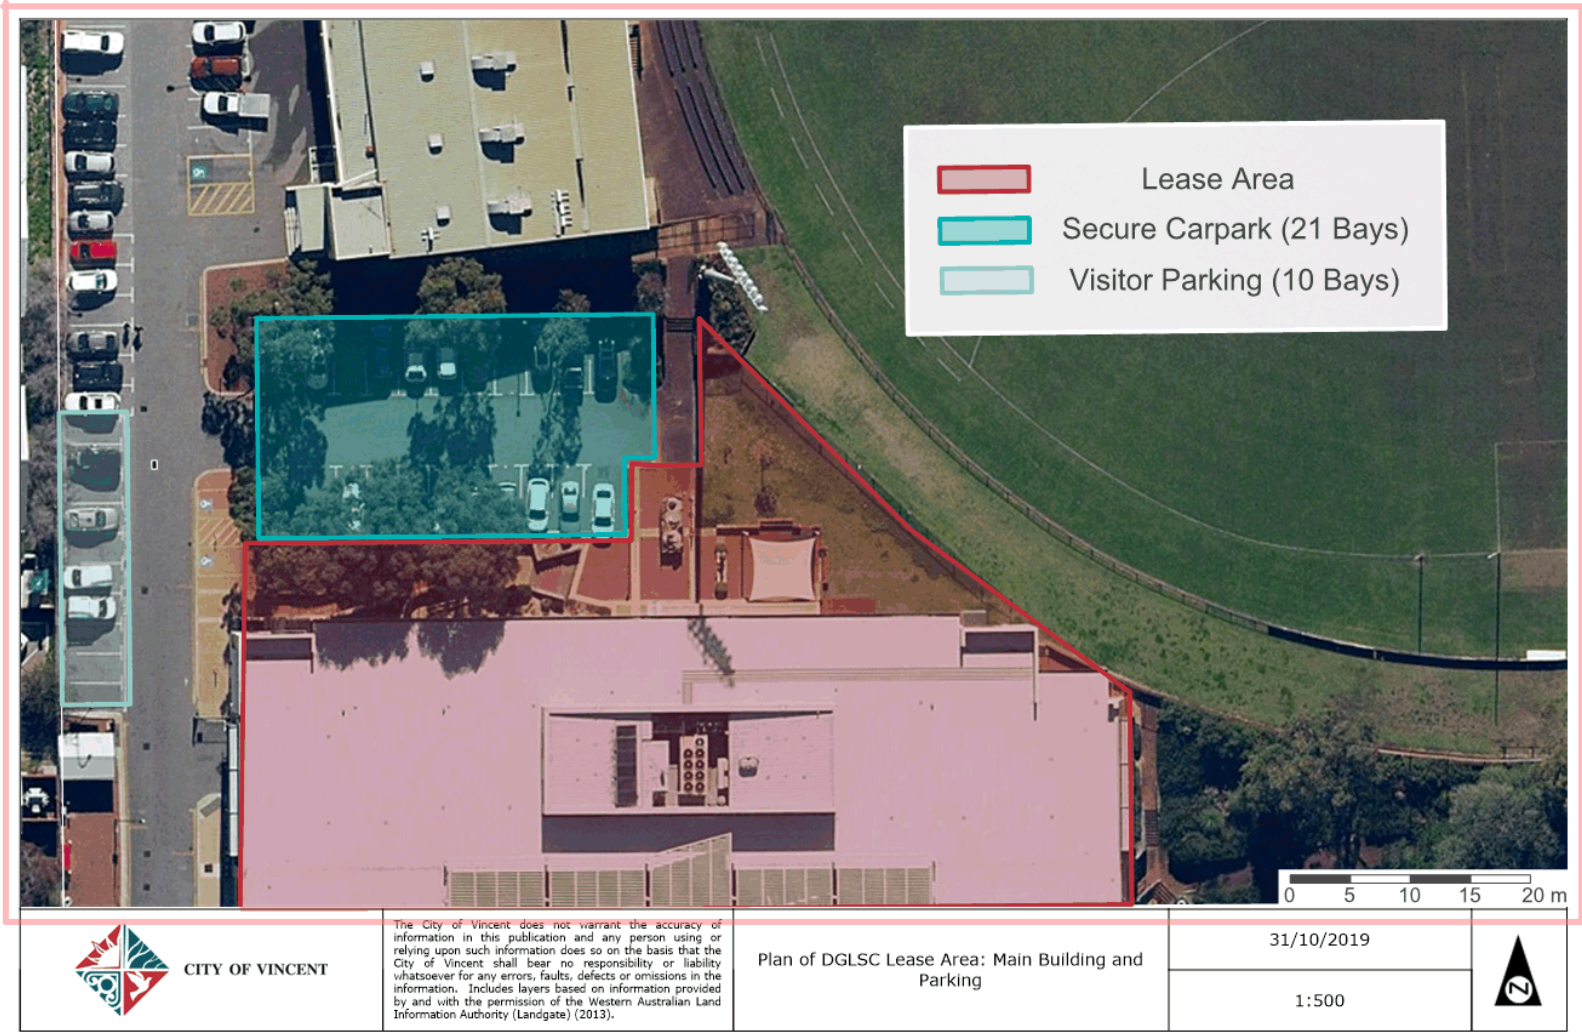 Lease Area
Secure Carpark (21 Bays)
Visitor Parking (10 Bays)
0 5 10 15 20 m
CITY OF VINCENT
The City of Vincent does not warrant the accuracy of
information in this publication and any person using or
relying upon such information does so on the basis that the
City of Vincent shall bear no responsibility or liability
whatsoever for any errors, faults, defects or omissions in the
information. Includes layers based on information provided
by and with the permission of the Western Australian Land
Information Authority (Landgate) (2013).
Plan of DGLSC Lease Area: Main Building and
Parking
31/10/2019
1:500
N